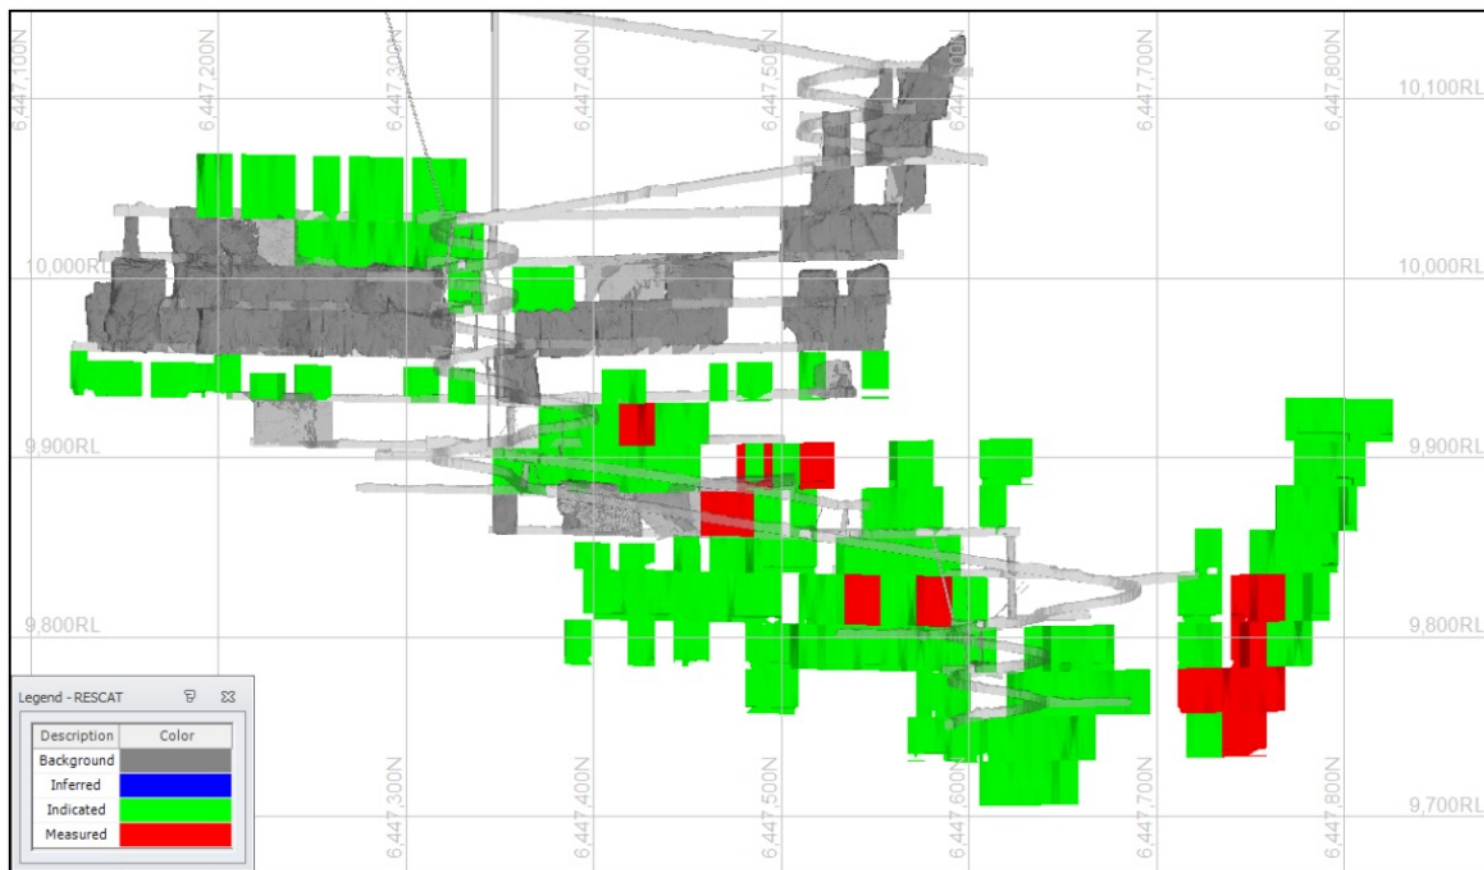 6,447,100N
6,447,200N
6,447,300N
6,447,400N
6,447,500N
6,447,600N
6,447,700N
6,447,800N
10,100RL
10,100RL
10,000RL
10,000RL
9,900RL
9,900RL
9,800RL
9,800RL
9,700RL
6,447,300N
6,447,400N
6,447,500N
6,447,600N
6,447,700N
6,447,800N
Legend - RESCAT
Description Color
Background
Inferred
Indicated
Measured